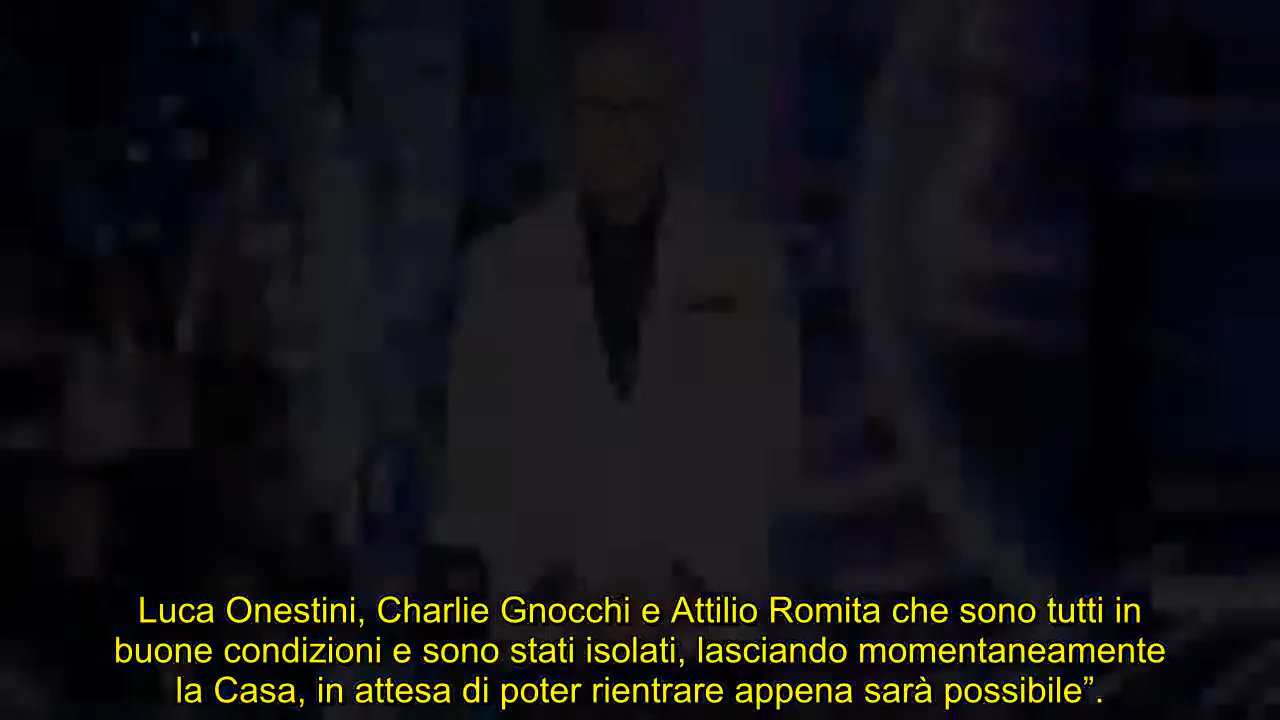 Luca Onestini, Charlie Gnocchi e Attilio Romita che sono tutti in
buone condizioni e sono stati isolati, lasciando momentaneamente
la Casa, in attesa di poter rientrare appena sarà possibile”.